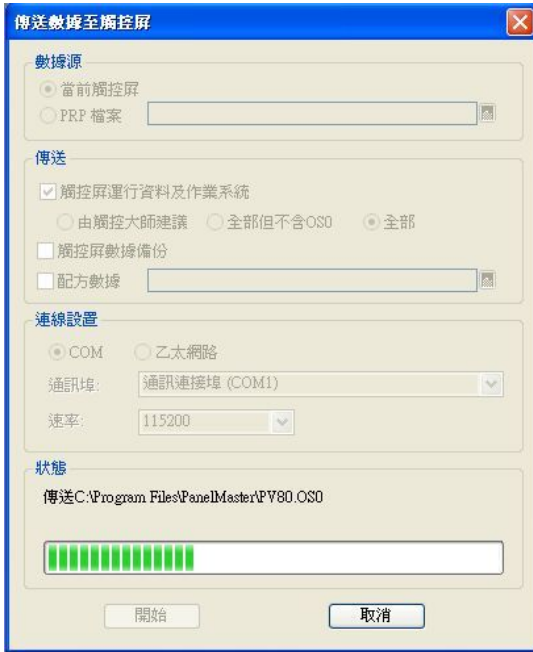 傳送數據至觸控屏
數據源
當前觸控屏
PRP 檔案
傳送
觸控屏運行資料及作業系統
由觸控大師建議 全部但不含OS0 全部
觸控屏數據備份
配方數據
連線設置
COM 乙太網路
通訊埠: 通訊連接埠 (COM1)
速率: 115200
狀態
傳送C:\Program Files\PanelMaster\PV80.OS0
開始 取消